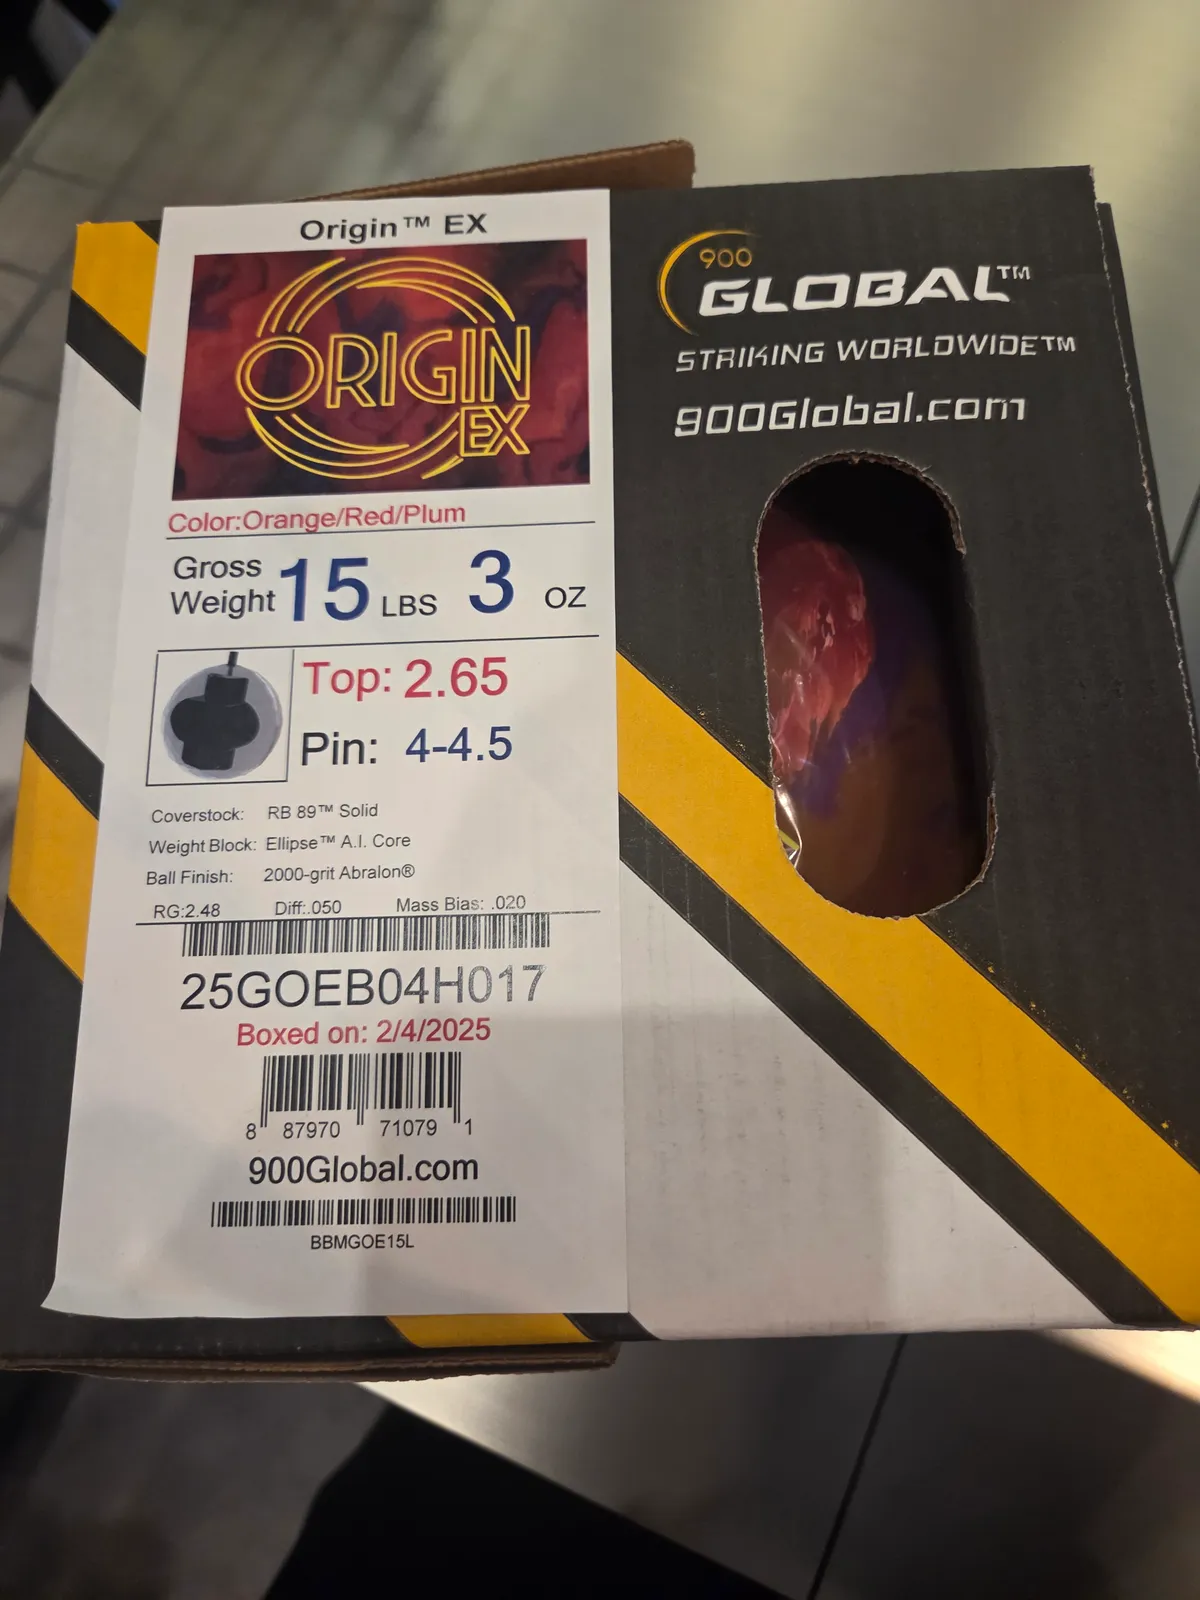 Origin™ EX
ORIGIN
EX
Color:Orange/Red/Plum
Gross Weight 15 LBS 3 OZ
Top: 2.65
Pin: 4-4.5
Coverstock: RB 89™ Solid
Weight Block: Ellipse™ A.I. Core
Ball Finish: 2000-grit Abralon®
RG:2.48 Diff:.050 Mass Bias: .020
25GOEB04H017
Boxed on: 2/4/2025
8 87970 71079 1
900Global.com
BBMGOE15L
900
GLOBAL™
STRIKING WORLDWIDE™
900Global.com